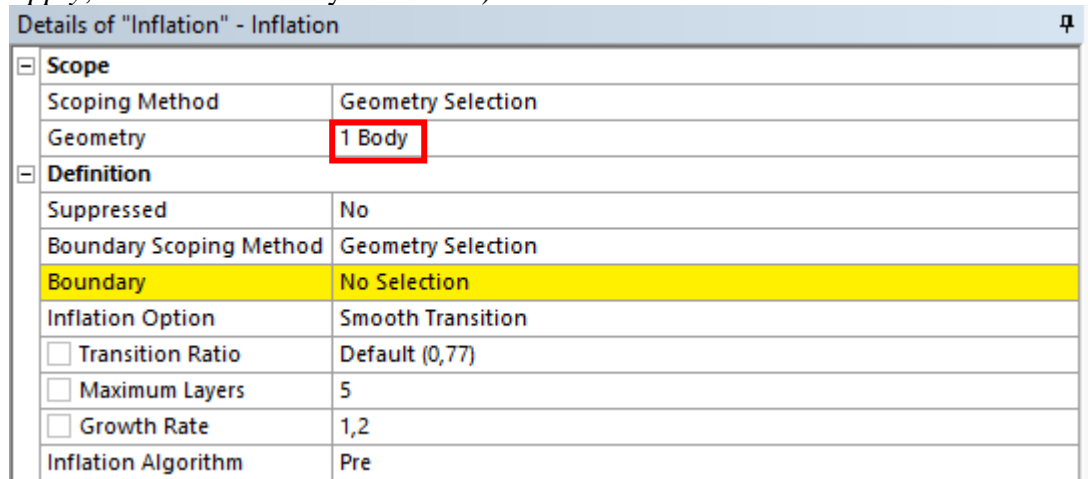 Details of "Inflation" - Inflation
Scope
Scoping Method Geometry Selection
Geometry 1 Body
Definition
Suppressed No
Boundary Scoping Method Geometry Selection
Boundary No Selection
Inflation Option Smooth Transition
Transition Ratio Default (0,77)
Maximum Layers 5
Growth Rate 1,2
Inflation Algorithm Pre